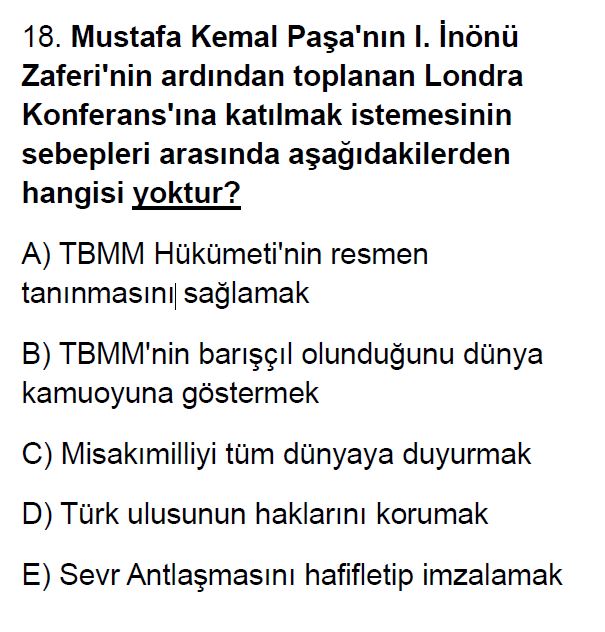 18. Mustafa Kemal Paşa'nın I. İnönü
Zaferi'nin ardından toplanan Londra
Konferans'ına katılmak istemesinin
sebepleri arasında aşağıdakilerden
hangisi yoktur?
A) TBMM Hükümeti'nin resmen
tanınmasını sağlamak
B) TBMM'nin barışçıl olunduğunu dünya
kamuoyuna göstermek
C) Misakımilliyi tüm dünyaya duyurmak
D) Türk ulusunun haklarını korumak
E) Sevr Antlaşmasını hafifletip imzalamak